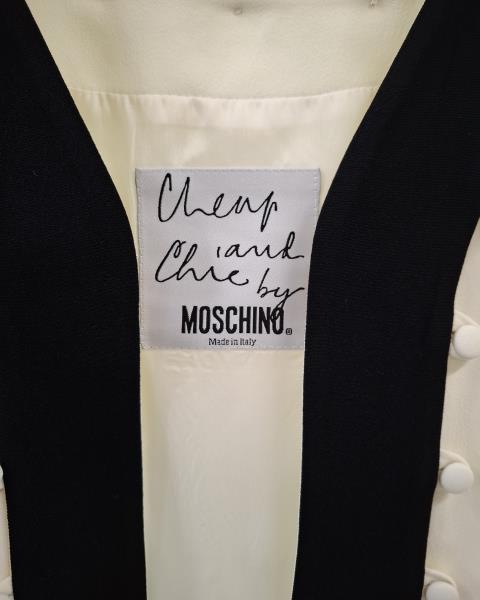 Cheap
and
Chic
by
MOSCHINO®
Made in Italy